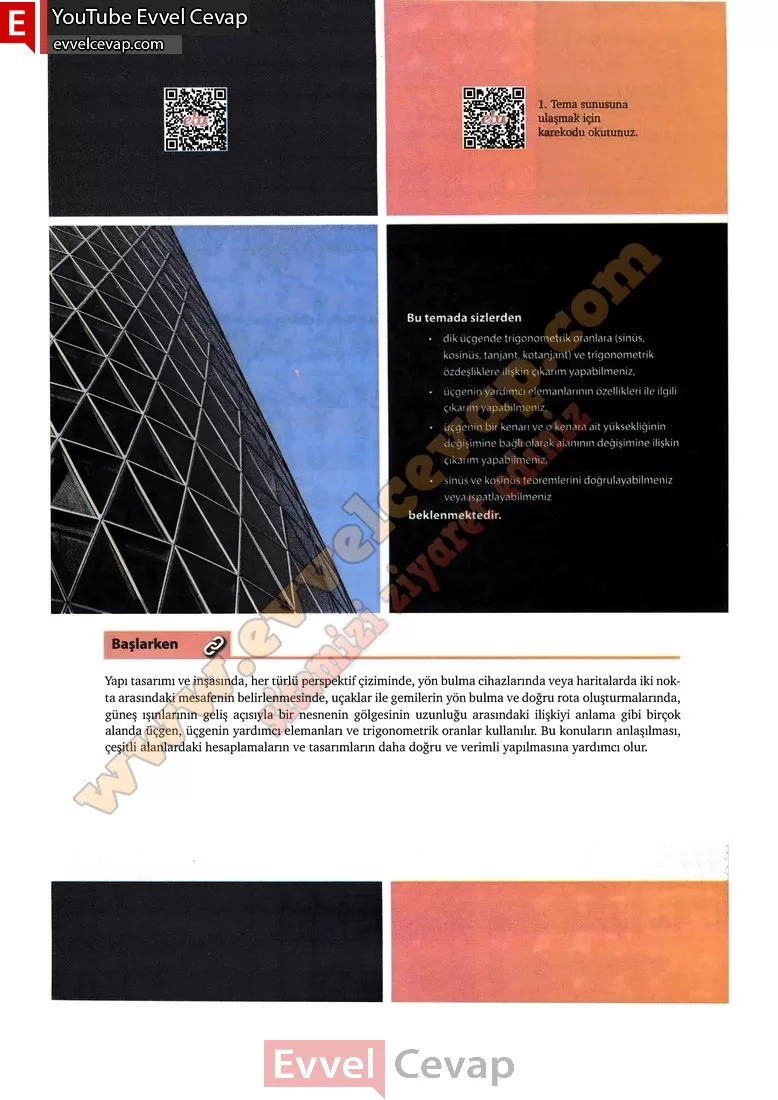 E
YouTube Evvel Cevap
evvelcevap.com
eba
eba
1. Tema sunusuna
ulaşmak için
karekodu okutunuz.
Bu temada sizlerden
• dik üçgende trigonometrik oranlara (sinüs,
kosinüs, tanjant, kotanjant) ve trigonometrik
özdeşliklere ilişkin çıkarım yapabilmeniz,
• üçgenin yardımcı elemanlarının özellikleri ile ilgili
çıkarım yapabilmeniz,
• üçgenin bir kenarı ve o kenara ait yüksekliğinin
değişimine bağlı olarak alanının değişimine ilişkin
çıkarım yapabilmeniz,
• sinüs ve kosinüs teoremlerini doğrulayabilmeniz
veya ispatlayabilmeniz
beklenmektedir.
www.evvelcevap.com
sitemizi ziyaret ediniz
Başlarken
Yapı tasarımı ve inşasında, her türlü perspektif çiziminde, yön bulma cihazlarında veya haritalarda iki nok-
ta arasındaki mesafenin belirlenmesinde, uçaklar ile gemilerin yön bulma ve doğru rota oluşturmalarında,
güneş ışınlarının geliş açısıyla bir nesnenin gölgesinin uzunluğu arasındaki ilişkiyi anlama gibi birçok
alanda üçgen, üçgenin yardımcı elemanları ve trigonometrik oranlar kullanılır. Bu konuların anlaşılması,
çeşitli alanlardaki hesaplamaların ve tasarımların daha doğru ve verimli yapılmasına yardımcı olur.
Evvel Cevap